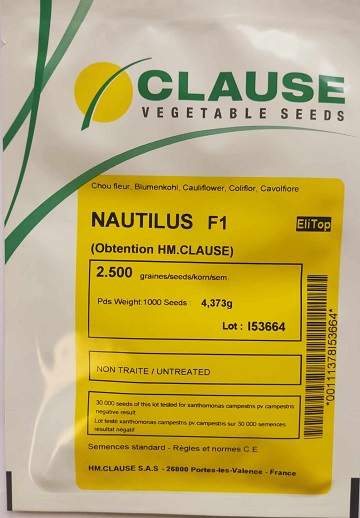 CLAUSE
VEGETABLE SEEDS
Chou fleur, Blumenkohl, Cauliflower, Coliflor, Cavolfiore
NAUTILUS F1
EliTop
(Obtention HM.CLAUSE)
2.500 graines/seeds/korn/sem.
Pds.Weight:1000 Seeds : 4,373g
Lot : I53664
*00111378I53664*
NON TRAITE / UNTREATED
30 000 seeds of this lot tested for xanthomonas campestris pv campestris
negative result
Lot testé xanthomonas campestris pv campestris sur 30 000 semences
resultat négatif
Semences standard - Règles et normes C.E
HM.CLAUSE S.A.S - 26800 Portes-les-Valence - France